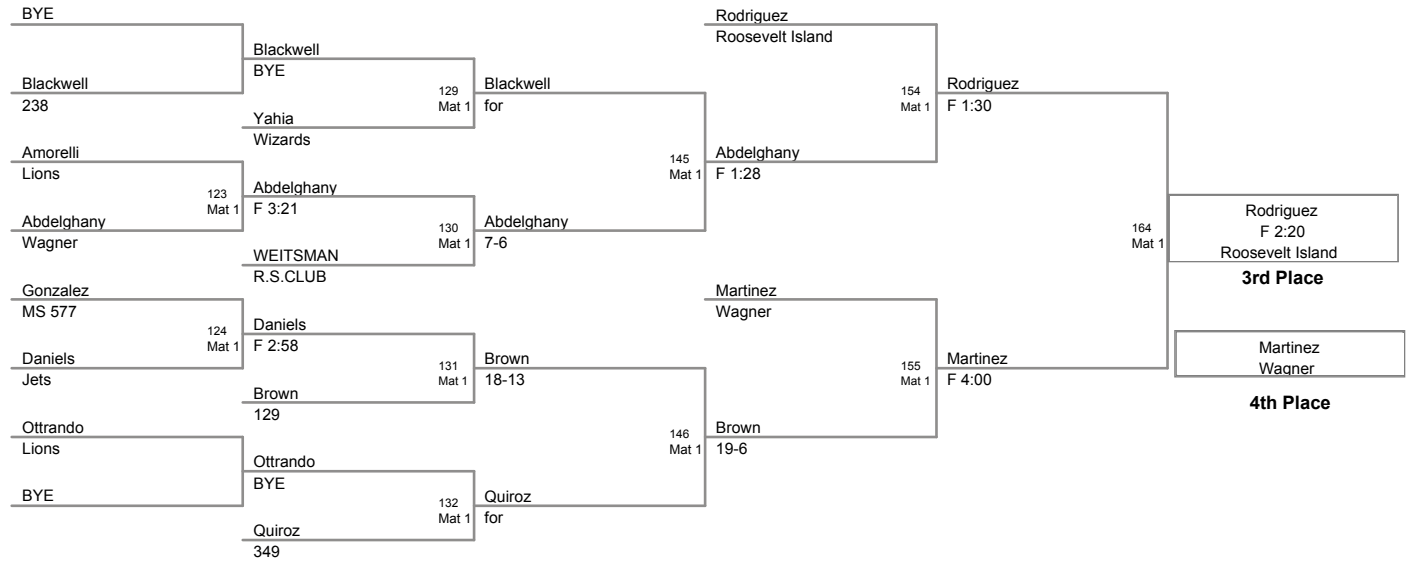 BYE
Blackwell
238
Amorelli
Lions
Abdelghany
Wagner
Gonzalez
MS 577
Daniels
Jets
Ottrando
Lions
BYE
123
Mat 1
124
Mat 1
Blackwell
BYE
Yahia
Wizards
Abdelghany
F 3:21
WEITSMAN
R.S.CLUB
Daniels
F 2:58
Brown
129
Ottrando
BYE
Quiroz
349
129
Mat 1
130
Mat 1
131
Mat 1
132
Mat 1
Blackwell
for
Abdelghany
7-6
Brown
18-13
Quiroz
for
145
Mat 1
146
Mat 1
Rodriguez
Roosevelt Island
Abdelghany
F 1:28
Martinez
Wagner
Brown
19-6
154
Mat 1
155
Mat 1
Rodriguez
F 1:30
Martinez
F 4:00
164
Mat 1
Rodriguez
F 2:20
Roosevelt Island
3rd Place
Martinez
Wagner
4th Place